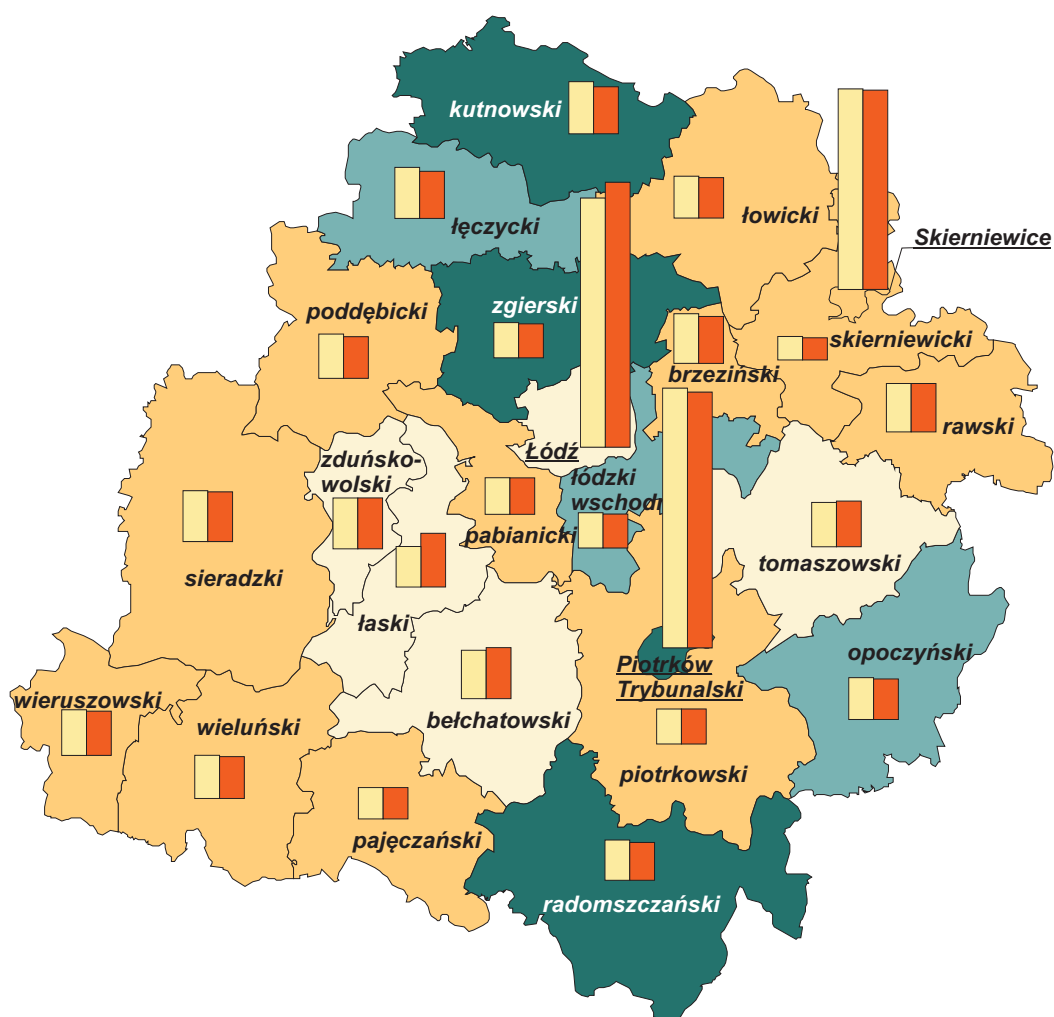 kutnowski
łowicki
łęczycki
Skierniewice
zgierski
poddębicki
skierniewicki
brzeziński
rawski
Łódź
zduńsko-
wolski
łódzki
wschodni
pabianicki
tomaszowski
sieradzki
łaski
opoczyński
Piotrków
Trybunalski
wieruszowski
wieluński
bełchatowski
piotrkowski
pajęczański
radomszczański